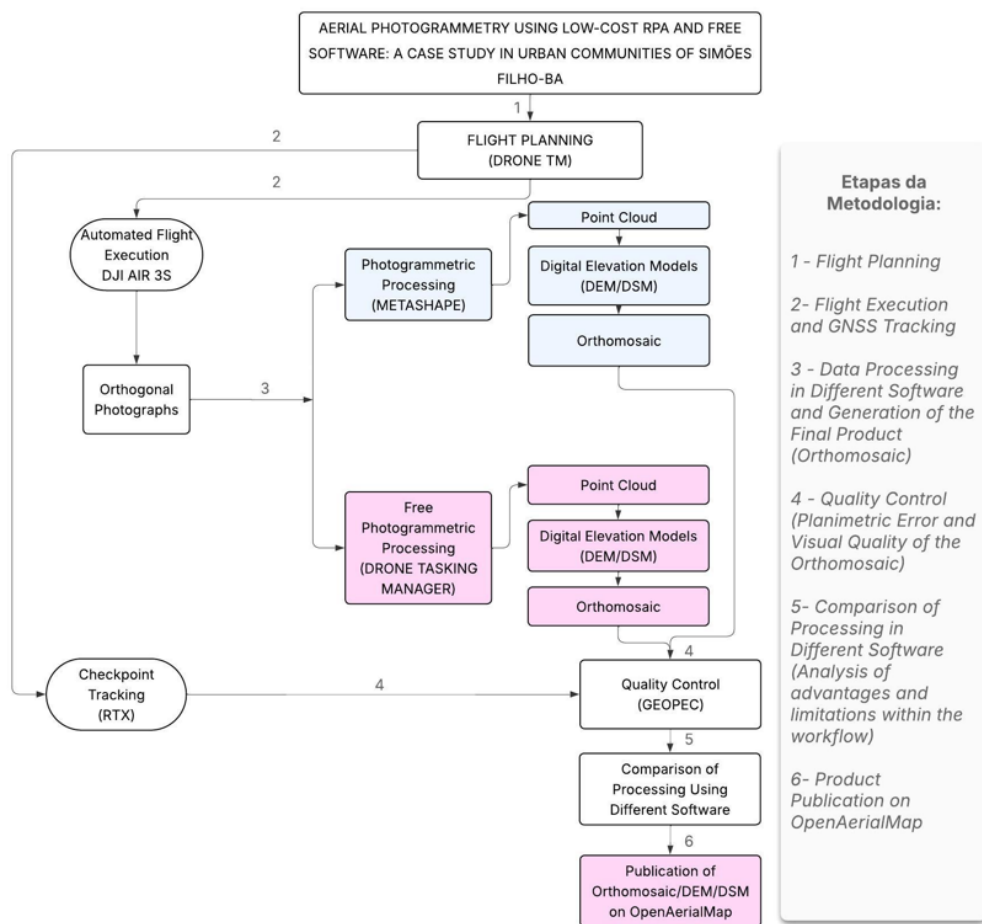 AERIAL PHOTOGRAMMETRY USING LOW-COST RPA AND FREE
SOFTWARE: A CASE STUDY IN URBAN COMMUNITIES OF SIMÕES
FILHO-BA
1
FLIGHT PLANNING
(DRONE TM)
2
2
Automated Flight
Execution
DJI AIR 3S
Orthogonal
Photographs
3
Photogrammetric
Processing
(METASHAPE)
Point Cloud
Digital Elevation Models
(DEM/DSM)
Orthomosaic
Free
Photogrammetric
Processing
(DRONE TASKING
MANAGER)
Point Cloud
Digital Elevation Models
(DEM/DSM)
Orthomosaic
4
Checkpoint
Tracking
(RTX)
4
Quality Control
(GEOPEC)
5
Comparison of
Processing Using
Different Software
6
Publication of
Orthomosaic/DEM/DSM
on OpenAerialMap
Etapas da
Metodologia:
1 - Flight Planning
2- Flight Execution
and GNSS Tracking
3 - Data Processing
in Different Software
and Generation of the
Final Product
(Orthomosaic)
4 - Quality Control
(Planimetric Error and
Visual Quality of the
Orthomosaic)
5- Comparison of
Processing in
Different Software
(Analysis of
advantages and
limitations within the
workflow)
6- Product
Publication on
OpenAerialMap